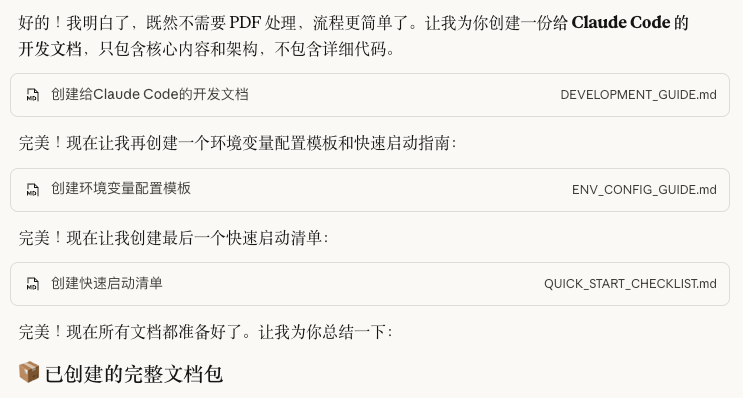 好的！我明白了，既然不需要 PDF 处理，流程更简单了。让我为你创建一份给 Claude Code 的
开发文档，只包含核心内容和架构，不包含详细代码。
创建给Claude Code的开发文档 DEVELOPMENT_GUIDE.md
完美！现在让我再创建一个环境变量配置模板和快速启动指南：
创建环境变量配置模板 ENV_CONFIG_GUIDE.md
完美！现在让我创建最后一个快速启动清单：
创建快速启动清单 QUICK_START_CHECKLIST.md
完美！现在所有文档都准备好了。让我为你总结一下：
📦 已创建的完整文档包